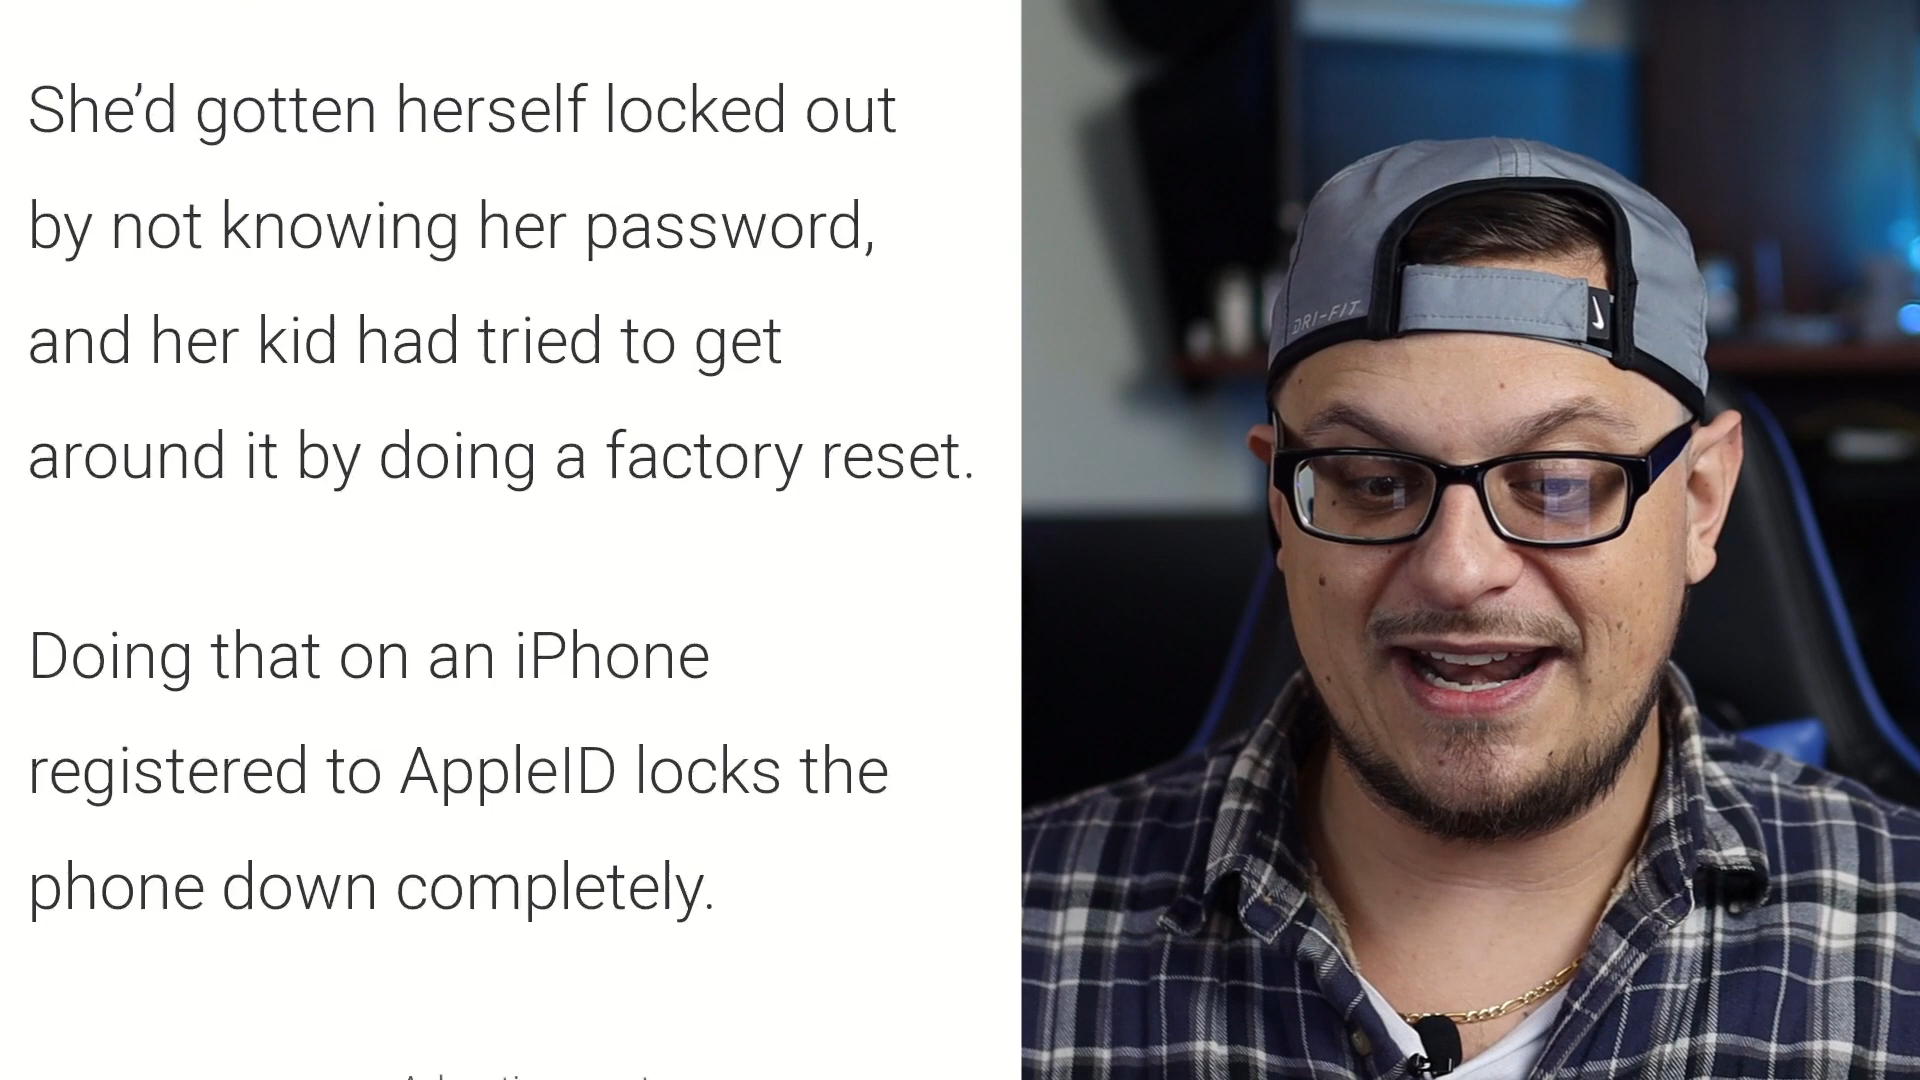 She’d gotten herself locked out
by not knowing her password,
and her kid had tried to get
around it by doing a factory reset.
Doing that on an iPhone
registered to AppleID locks the
phone down completely.
DRI-FIT